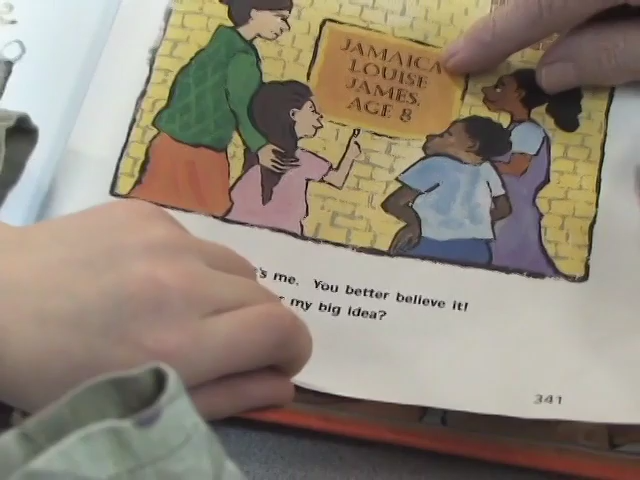 JAMAICA
LOUISE
JAMES,
AGE 8
's me. You better believe it!
my big idea?
341